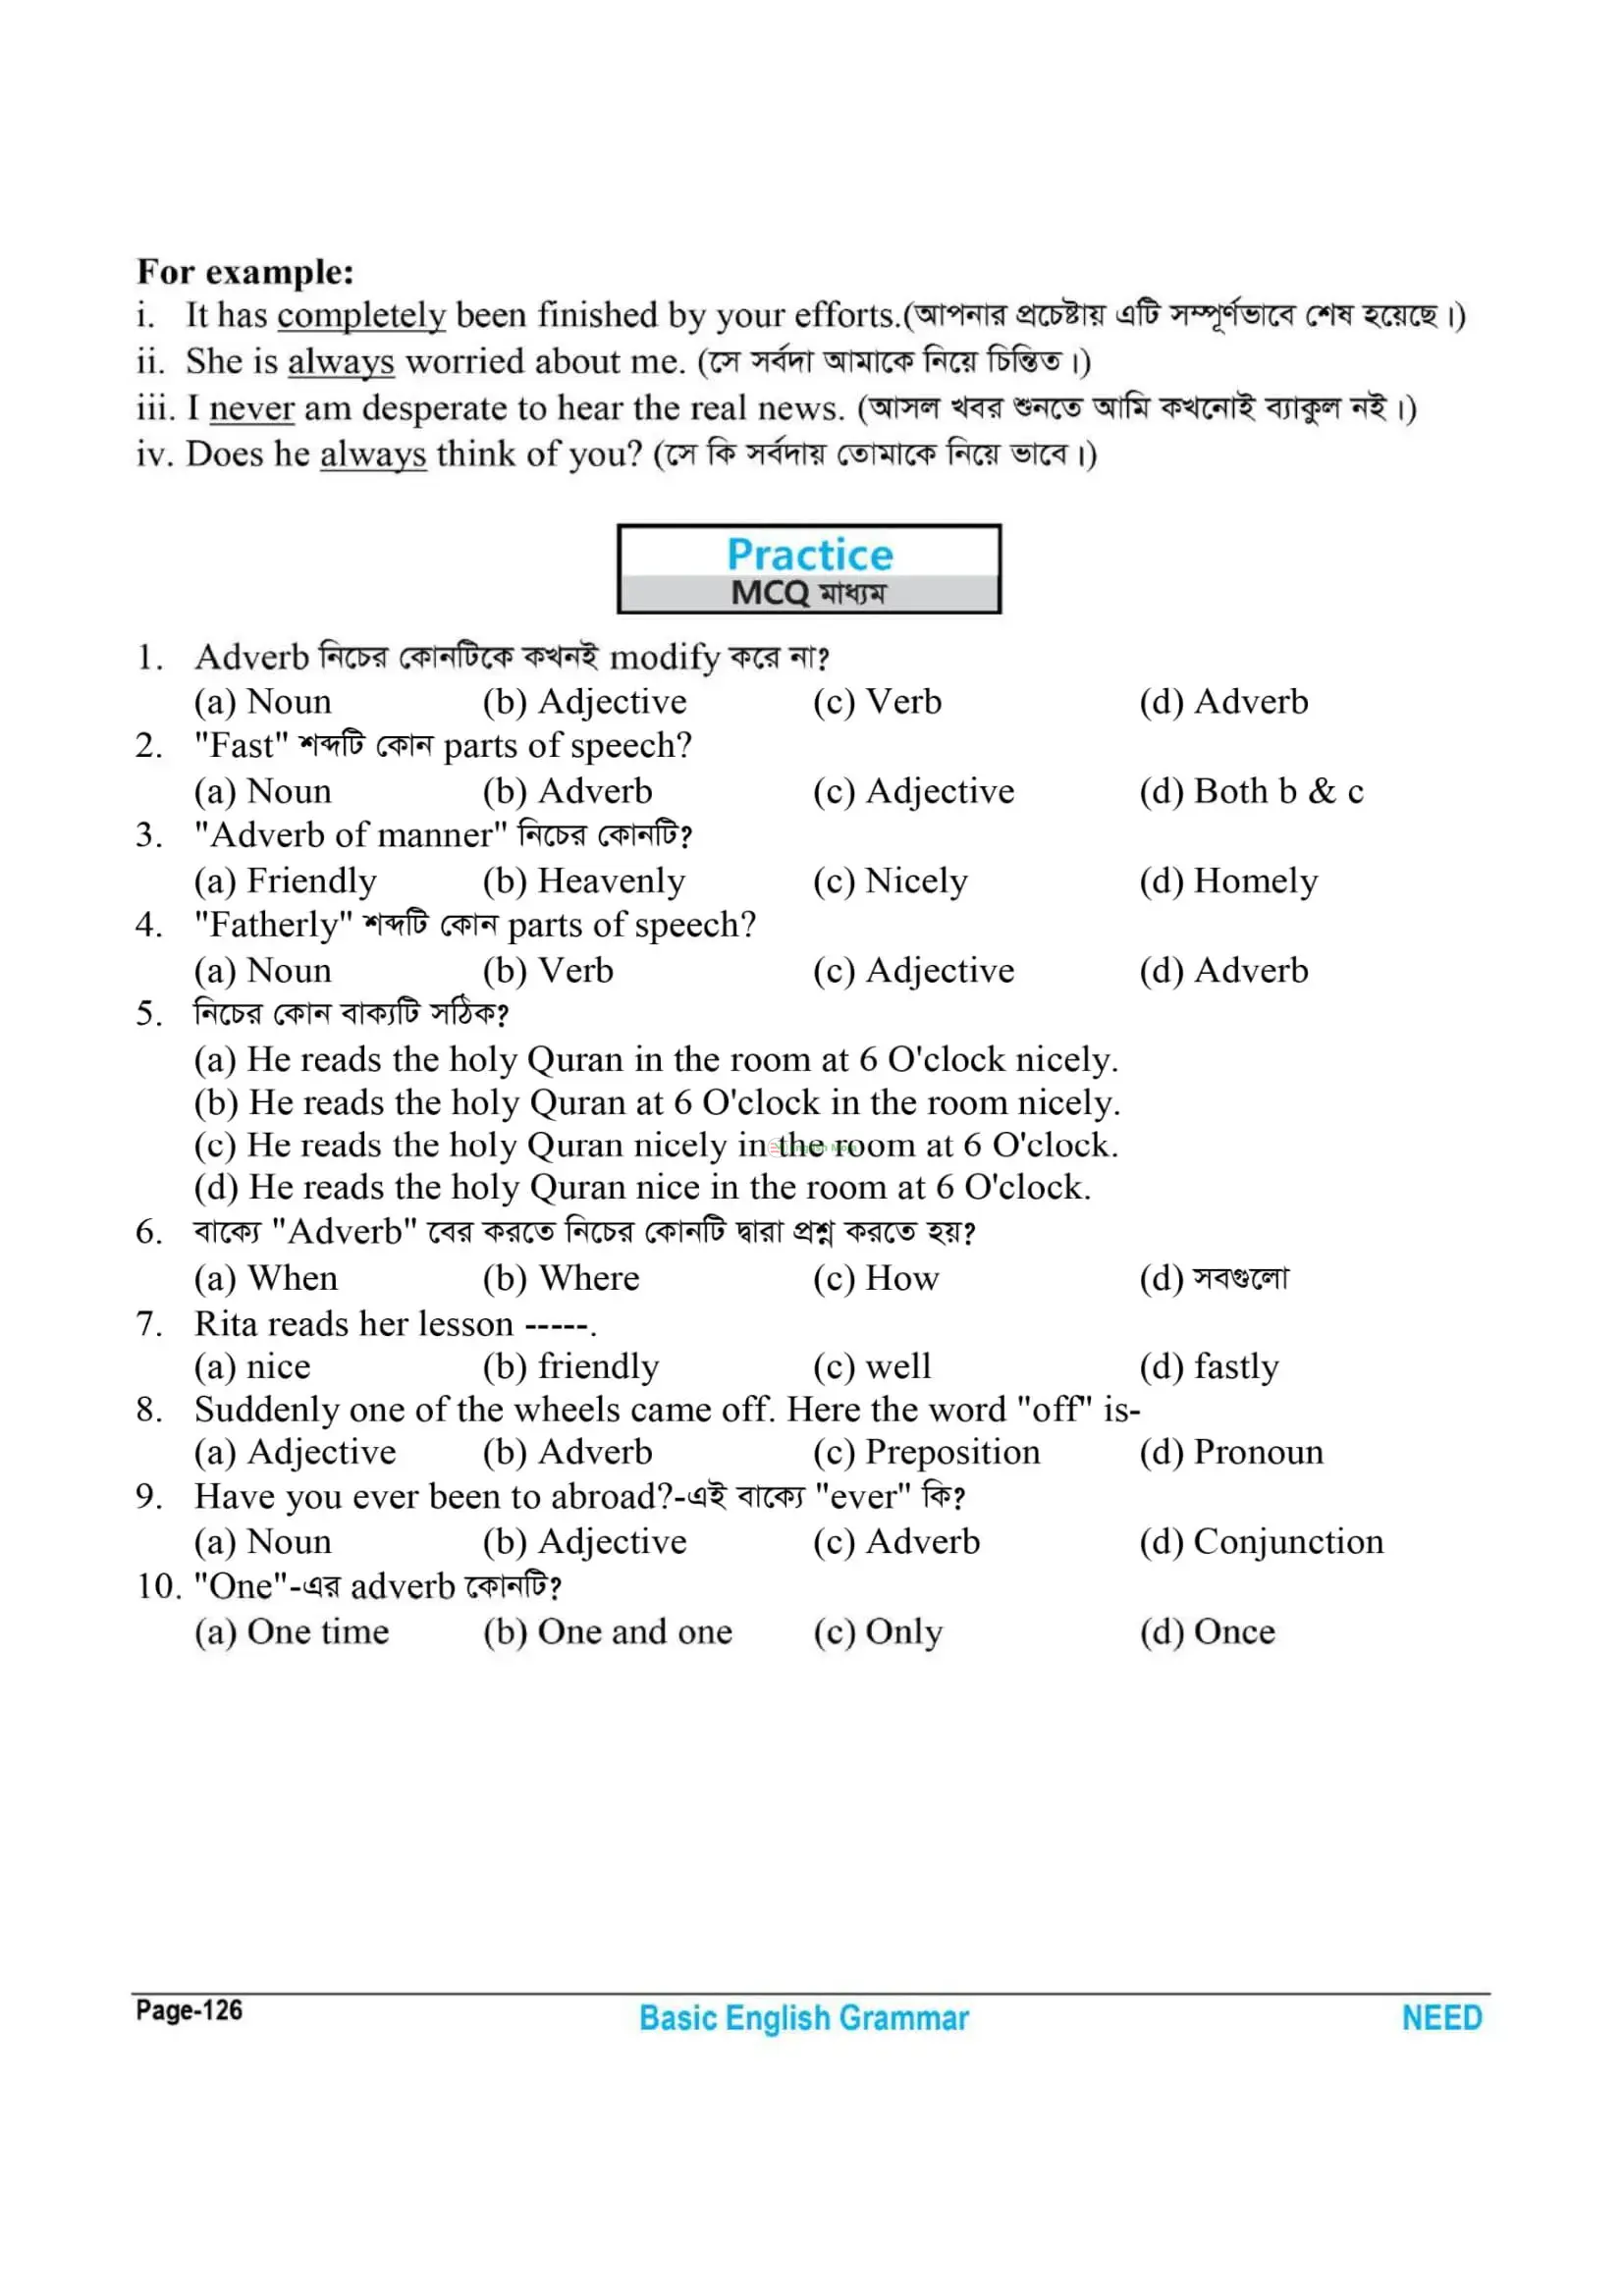 For example:
i. It has completely been finished by your efforts.(আপনার প্রচেষ্টায় এটি সম্পূর্ণভাবে শেষ হয়েছে।)
ii. She is always worried about me. (সে সর্বদা আমাকে নিয়ে চিন্তিত।)
iii. I never am desperate to hear the real news. (আসল খবর শুনতে আমি কখনোই ব্যাকুল নই।)
iv. Does he always think of you? (সে কি সর্বদায় তোমাকে নিয়ে ভাবে।)
Practice
MCQ মাধ্যম
1. Adverb নিচের কোনটিকে কখনই modify করে না?
(a) Noun (b) Adjective (c) Verb (d) Adverb
2. "Fast" শব্দটি কোন parts of speech?
(a) Noun (b) Adverb (c) Adjective (d) Both b & c
3. "Adverb of manner" নিচের কোনটি?
(a) Friendly (b) Heavenly (c) Nicely (d) Homely
4. "Fatherly" শব্দটি কোন parts of speech?
(a) Noun (b) Verb (c) Adjective (d) Adverb
5. নিচের কোন বাক্যটি সঠিক?
(a) He reads the holy Quran in the room at 6 O'clock nicely.
(b) He reads the holy Quran at 6 O'clock in the room nicely.
(c) He reads the holy Quran nicely in the room at 6 O'clock.
(d) He reads the holy Quran nice in the room at 6 O'clock.
6. বাক্যে "Adverb" বের করতে নিচের কোনটি দ্বারা প্রশ্ন করতে হয়?
(a) When (b) Where (c) How (d) সবগুলো
7. Rita reads her lesson -----.
(a) nice (b) friendly (c) well (d) fastly
8. Suddenly one of the wheels came off. Here the word "off" is-
(a) Adjective (b) Adverb (c) Preposition (d) Pronoun
9. Have you ever been to abroad?-এই বাক্যে "ever" কি?
(a) Noun (b) Adjective (c) Adverb (d) Conjunction
10. "One"-এর adverb কোনটি?
(a) One time (b) One and one (c) Only (d) Once
Page-126 Basic English Grammar NEED